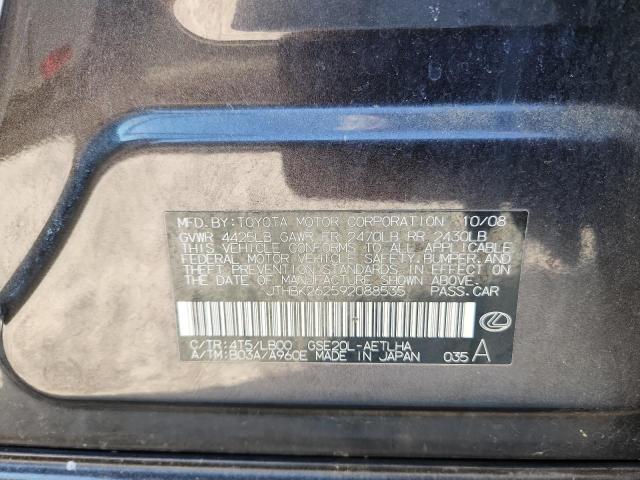 MFD.BY:TOYOTA MOTOR CORPORATION 10/08
GVWR 4425LB GAWR FR 2470LB RR 2430LB
THIS VEHICLE CONFORMS TO ALL APPLICABLE
FEDERAL MOTOR VEHICLE SAFETY, BUMPER, AND
THEFT PREVENTION STANDARDS IN EFFECT ON
THE DATE OF MANUFACTURE SHOWN ABOVE.
JTHBK262592088535 PASS.CAR
C/TR:4T5/LB00 GSE20L-AETLHA
A/TM:B03A/A960E MADE IN JAPAN 035 A